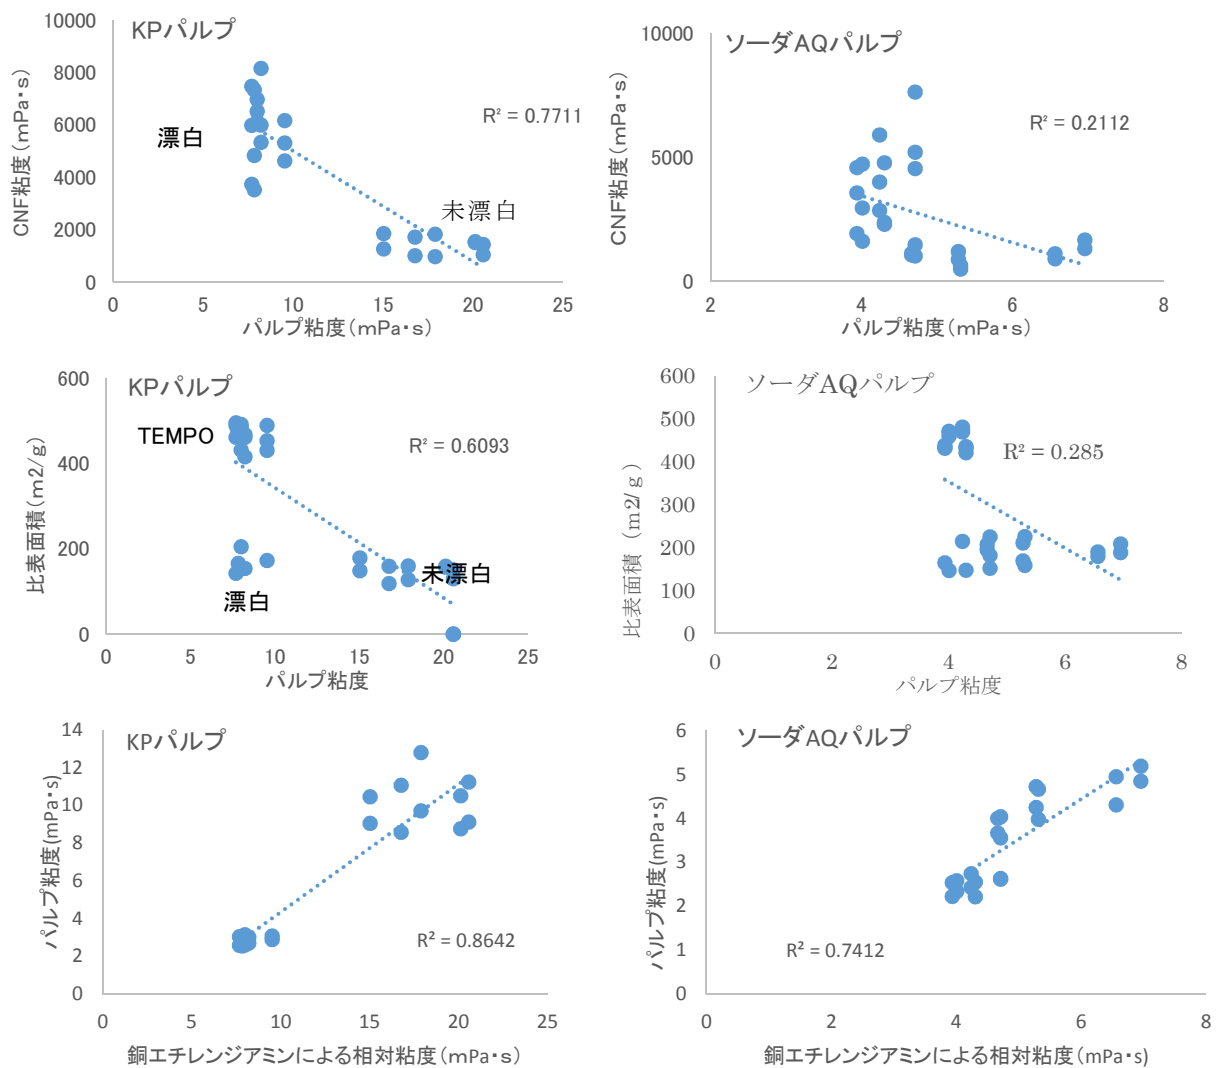 KPパルプ
CNF粘度(mPa・s)
10000
8000
6000
4000
2000
0
漂白
R² = 0.7711
未漂白
0 5 10 15 20 25
パルプ粘度(mPa・s)
ソーダAQパルプ
CNF粘度(mPa・s)
10000
5000
0
R² = 0.2112
2 4 6 8
パルプ粘度(mPa・s)
KPパルプ
比表面積(m2/g)
600
400
200
0
TEMPO
R² = 0.6093
漂白
未漂白
0 5 10 15 20 25
パルプ粘度
ソーダAQパルプ
比表面積 (m2/g)
600
500
400
300
200
100
0
R² = 0.285
0 2 4 6 8
パルプ粘度
KPパルプ
パルプ粘度(mPa・s)
14
12
10
8
6
4
2
0
R² = 0.8642
0 5 10 15 20 25
銅エチレンジアミンによる相対粘度(mPa・s)
ソーダAQパルプ
パルプ粘度(mPa・s)
6
5
4
3
2
1
0
R² = 0.7412
0 2 4 6 8
銅エチレンジアミンによる相対粘度(mPa・s)